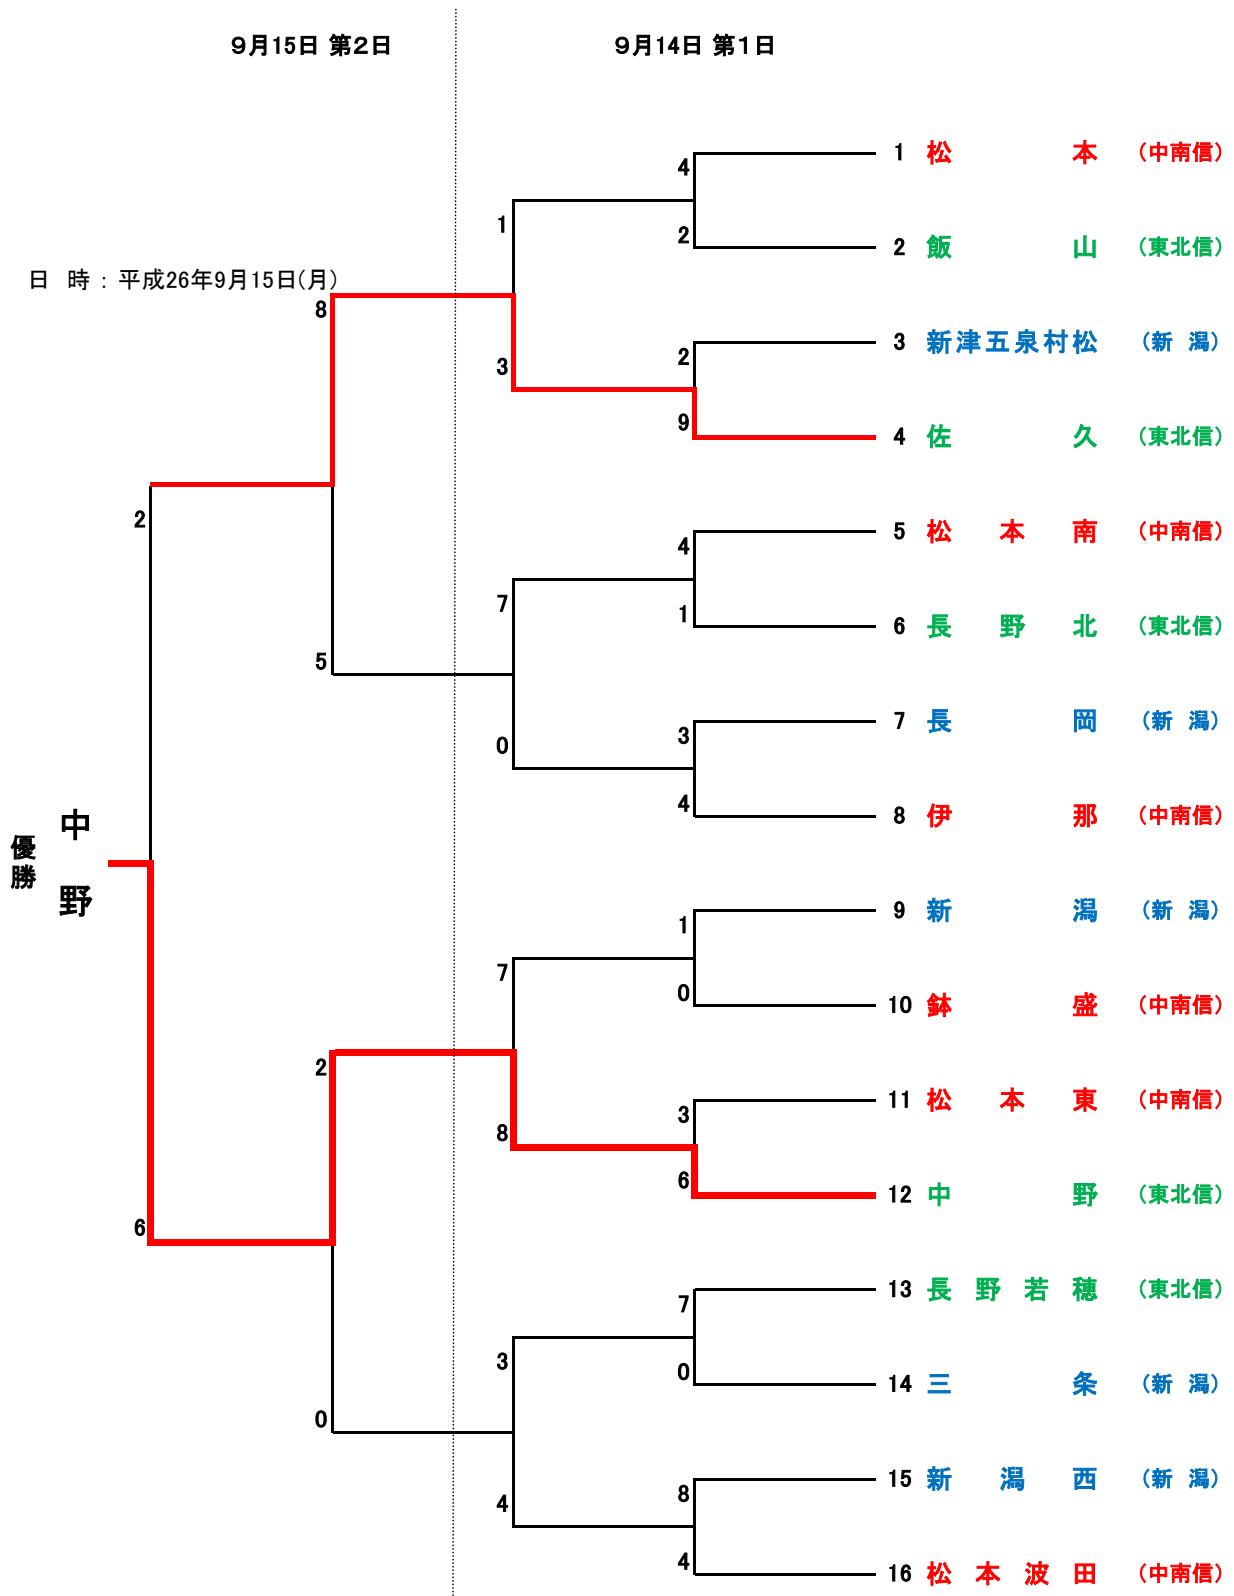 9月15日 第2日
9月14日 第1日
日 時 : 平成26年9月15日(月)
優勝
中野
1 松本 (中南信)
4
2
2 飯山 (東北信)
1
3 新津五泉村松 (新潟)
2
8
3
9
4 佐久 (東北信)
2
5 松本南 (中南信)
4
7
1
6 長野北 (東北信)
5
7 長岡 (新潟)
3
0
4
8 伊那 (中南信)
9 新潟 (新潟)
1
7
0
10 鉢盛 (中南信)
2
11 松本東 (中南信)
3
8
6
12 中野 (東北信)
6
13 長野若穂 (東北信)
7
3
0
14 三条 (新潟)
0
15 新潟西 (新潟)
8
4
4
16 松本波田 (中南信)